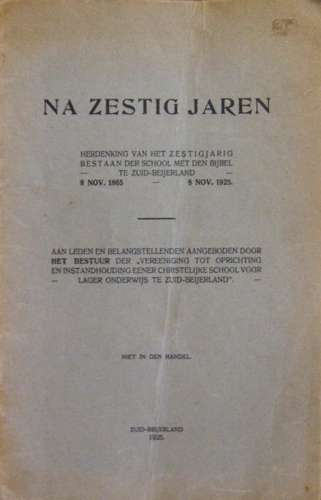 NA ZESTIG JAREN
HERDENKING VAN HET ZESTIGJARIG
BESTAAN DER SCHOOL MET DEN BIJBEL
— TE ZUID-BEIJERLAND —
8 NOV. 1865 — 8 NOV. 1925.
AAN LEDEN EN BELANGSTELLENDEN AANGEBODEN DOOR
HET BESTUUR DER „VEREENIGING TOT OPRICHTING
EN INSTANDHOUDING EENER CHRISTELIJKE SCHOOL VOOR
— LAGER ONDERWIJS TE ZUID-BEIJERLAND". —
NIET IN DEN HANDEL.
ZUID-BEIJERLAND
1925.